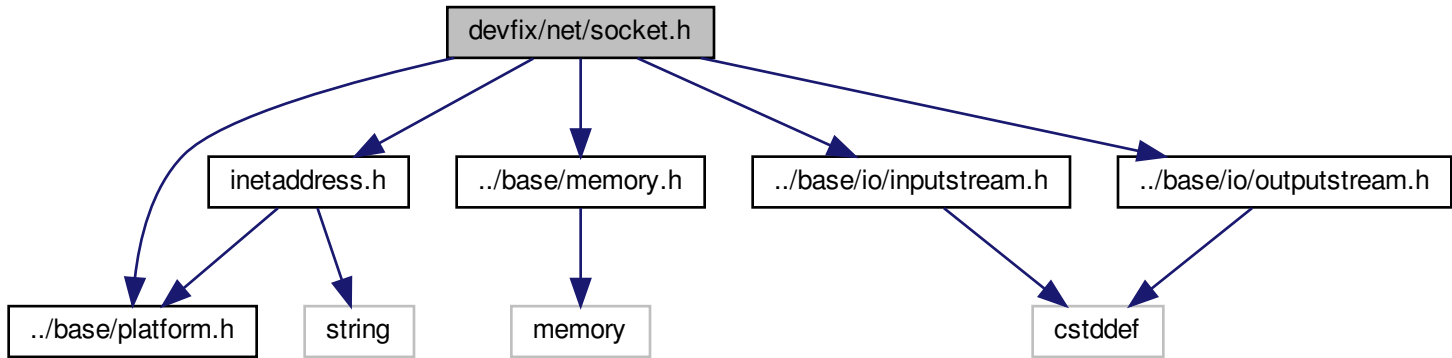 devfix/net/socket.h
inetaddress.h
../base/memory.h
../base/io/inputstream.h
../base/io/outputstream.h
../base/platform.h
string
memory
cstddef